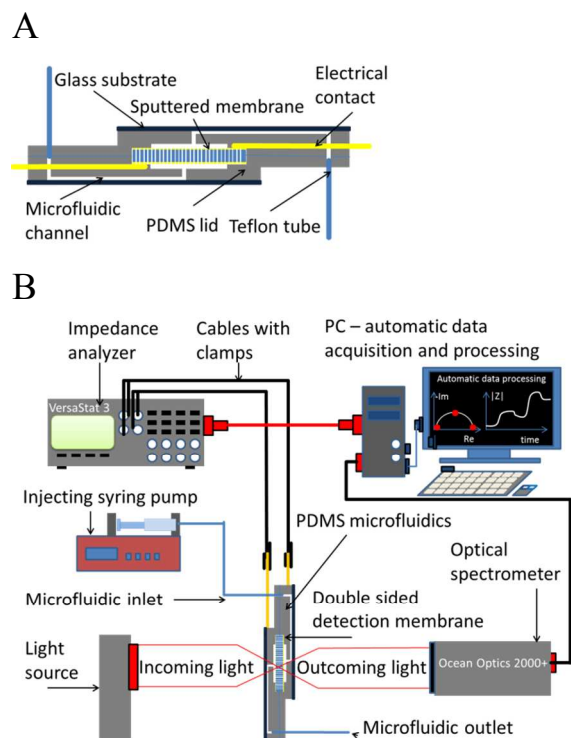 A
Glass substrate
Sputtered membrane
Electrical
contact
Microfluidic
channel
PDMS lid
Teflon tube
B
Impedance
analyzer
Cables with
clamps
PC – automatic data
acquisition and processing
VersaStat 3
Automatic data processing
-Im
|Z|
Re
time
Injecting syring pump
PDMS microfluidics
Optical
spectrometer
Microfluidic inlet
Double sided
detection membrane
Light
source
Incoming light
Outcoming light
Ocean Optics 2000+
Microfluidic outlet